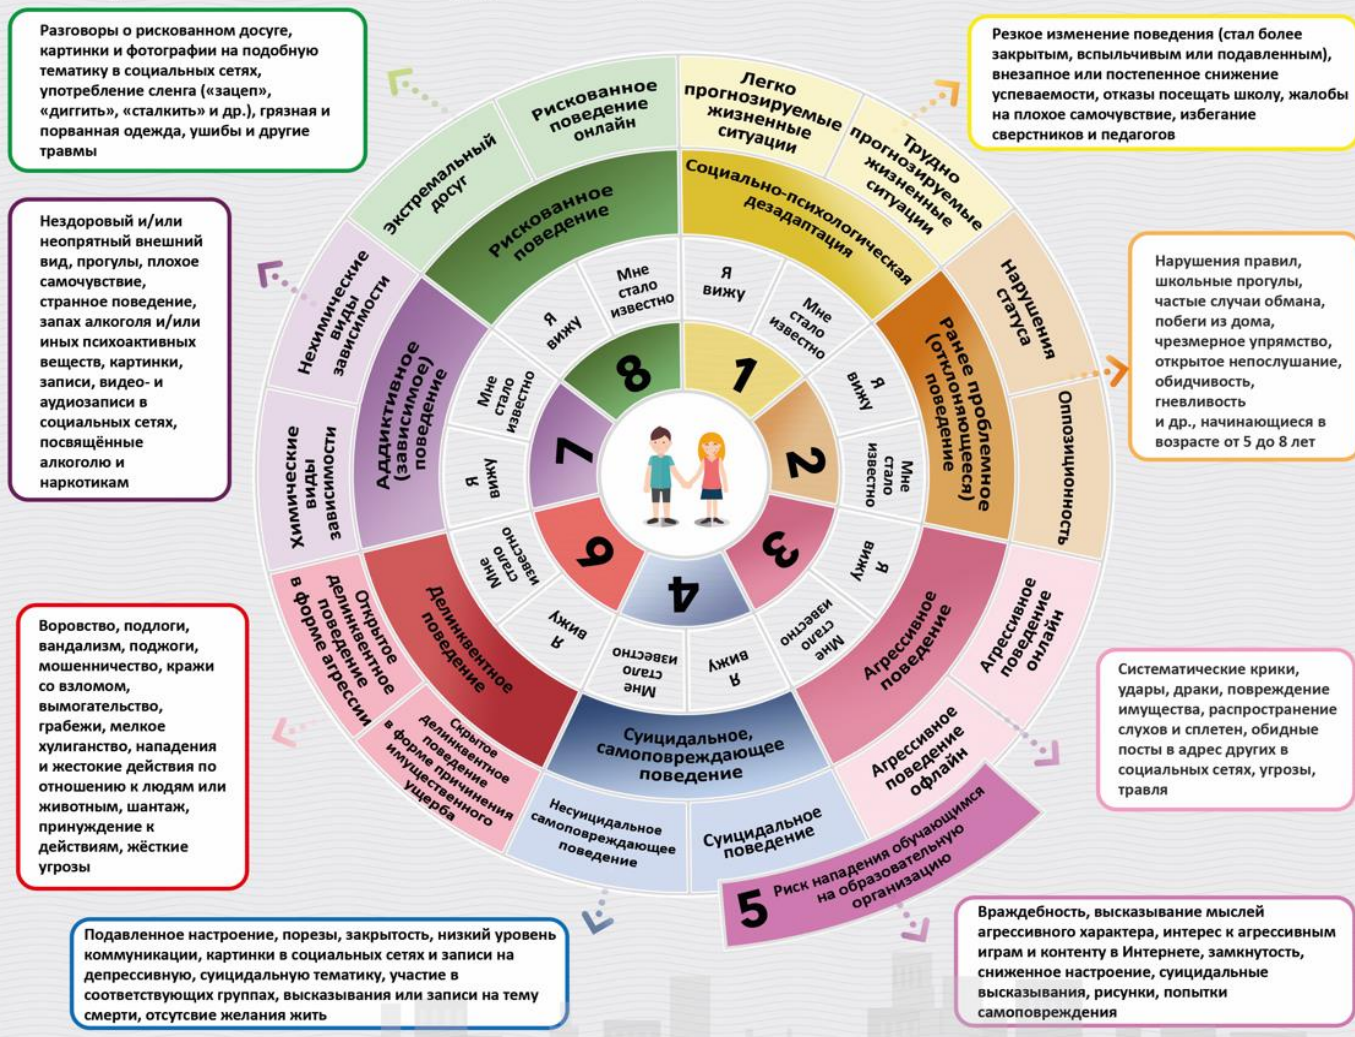 Разговоры о рискованном досуге,
картинки и фотографии на подобную
тематику в социальных сетях,
употребление сленга («зацеп»,
«диггить», «сталкить» и др.), грязная и
порванная одежда, ушибы и другие
травмы
Резкое изменение поведения (стал более
закрытым, вспыльчивым или подавленным),
внезапное или постепенное снижение
успеваемости, отказы посещать школу, жалобы
на плохое самочувствие, избегание
сверстников и педагогов
Нездоровый и/или
неопрятный внешний
вид, прогулы, плохое
самочувствие,
странное поведение,
запах алкоголя и/или
иных психоактивных
веществ, картинки,
записи, видео- и
аудиозаписи в
социальных сетях,
посвящённые
алкоголю и
наркотикам
Нарушения правил,
школьные прогулы,
частые случаи обмана,
побеги из дома,
чрезмерное упрямство,
открытое непослушание,
обидчивость,
гневливость
и др., начинающиеся в
возрасте от 5 до 8 лет
Воровство, подлоги,
вандализм, поджоги,
мошенничество, кражи
со взломом,
вымогательство,
грабежи, мелкое
хулиганство, нападения
и жестокие действия по
отношению к людям или
животным, шантаж,
принуждение к
действиям, жёсткие
угрозы
Систематические крики,
удары, драки, повреждение
имущества, распространение
слухов и сплетен, обидные
посты в адрес других в
социальных сетях, угрозы,
травля
Подавленное настроение, порезы, закрытость, низкий уровень
коммуникации, картинки в социальных сетях и записи на
депрессивную, суицидальную тематику, участие в
соответствующих группах, высказывания или записи на тему
смерти, отсутсвие желания жить
Враждебность, высказывание мыслей
агрессивного характера, интерес к агрессивным
играм и контенту в Интернете, замкнутость,
сниженное настроение, суицидальные
высказывания, рисунки, попытки
самоповреждения
Легко
прогнозируемые
жизненные
ситуации
Трудно
прогнозируемые
жизненные
ситуации
Социально-психологическая
дезадаптация
Я
вижу
Мне
стало
известно
1
Нарушения
статуса
Оппозиционность
Ранее проблемное
(отклоняющееся)
поведение
Я
вижу
Мне
стало
известно
2
Агрессивное
поведение
онлайн
Агрессивное
поведение
офлайн
Агрессивное
поведение
Я
вижу
Мне
стало
известно
3
Суицидальное
поведение
Несуицидальное
самоповреждающее
поведение
Суицидальное,
самоповреждающее
поведение
Я
вижу
Мне
стало
известно
4
5
Риск нападения обучающимся
на образовательную
организацию
Скрытое
делинквентное
поведение
в форме причинения
имущественного
ущерба
Открытое
делинквентное
поведение
в форме агрессии
Делинквентное
поведение
Я
вижу
Мне
стало
известно
6
Химические
виды
зависимости
Нехимические
виды
зависимости
Аддиктивное
(зависимое)
поведение
Я
вижу
Мне
стало
известно
7
Экстремальный
досуг
Рискованное
поведение
онлайн
Рискованное
поведение
Я
вижу
Мне
стало
известно
8